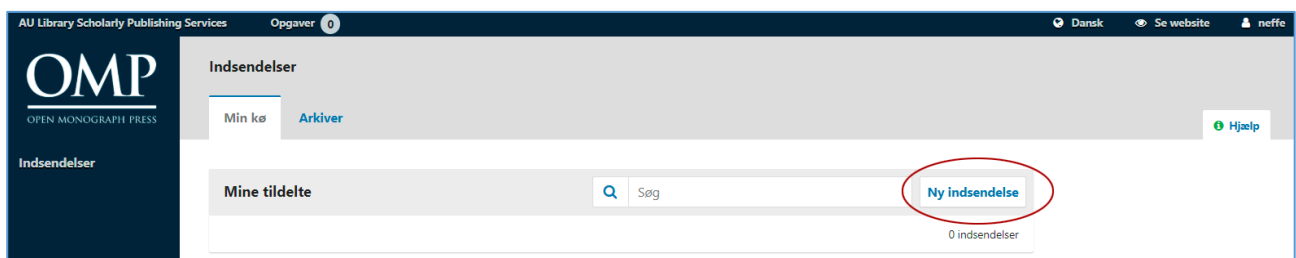 AU Library Scholarly Publishing Services Opgaver 0 Dansk Se website neffe
OMP
OPEN MONOGRAPH PRESS
Indsendelser
Indsendelser
Min kø Arkiver
Hjælp
Mine tildelte Søg Ny indsendelse
0 indsendelser